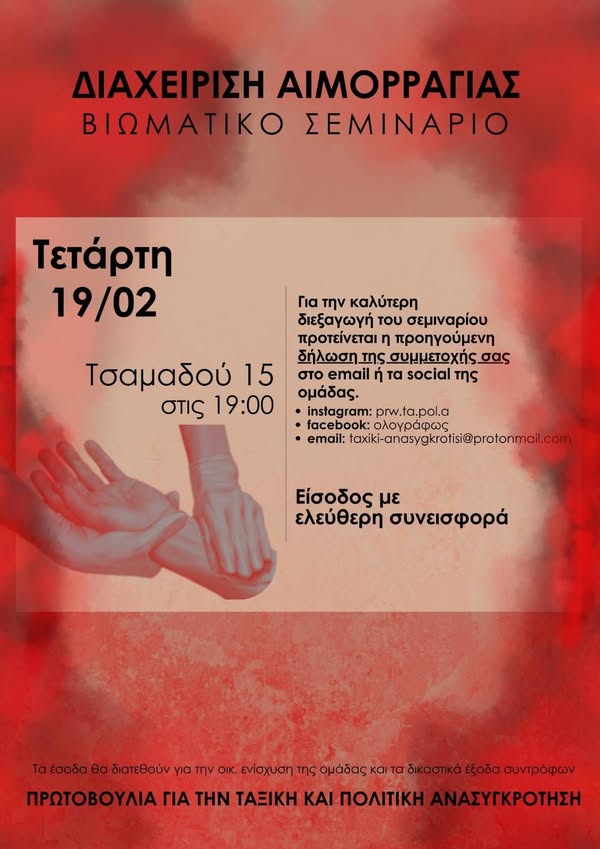 ΔΙΑΧΕΙΡΙΣΗ ΑΙΜΟΡΡΑΓΙΑΣ
ΒΙΩΜΑΤΙΚΟ ΣΕΜΙΝΑΡΙΟ
Τετάρτη
19/02
Τσαμαδού 15
στις 19:00
Για την καλύτερη
διεξαγωγή του σεμιναρίου
προτείνεται η προηγούμενη
δήλωση της συμμετοχής σας
στο email ή τα social της
ομάδας.
• instagram: prw.ta.pol.a
• facebook: ολογράφως
• email: taxiki-anasygkrotisi@protonmail.com
Είσοδος με
ελεύθερη συνεισφορά
Τα έσοδα θα διατεθούν για την οικ. ενίσχυση της ομάδας και τα δικαστικά έξοδα συντρόφων
ΠΡΩΤΟΒΟΥΛΙΑ ΓΙΑ ΤΗΝ ΤΑΞΙΚΗ ΚΑΙ ΠΟΛΙΤΙΚΗ ΑΝΑΣΥΓΚΡΟΤΗΣΗ